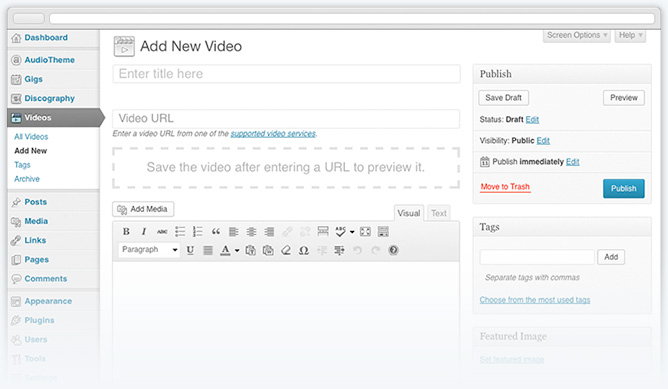 Screen Options
Help
Dashboard
AudioTheme
Gigs
Discography
Videos
All Videos
Add New
Tags
Archive
Posts
Media
Links
Pages
Comments
Appearance
Plugins
Users
Tools
Add New Video
Enter title here
Video URL
Enter a video URL from one of the supported video services.
Save the video after entering a URL to preview it.
Add Media
Visual Text
B I ABC ABC
Paragraph U A Ω
Publish
Save Draft Preview
Status: Draft Edit
Visibility: Public Edit
Publish immediately Edit
Move to Trash Publish
Tags
Add
Separate tags with commas
Choose from the most used tags
Featured Image
Set featured image